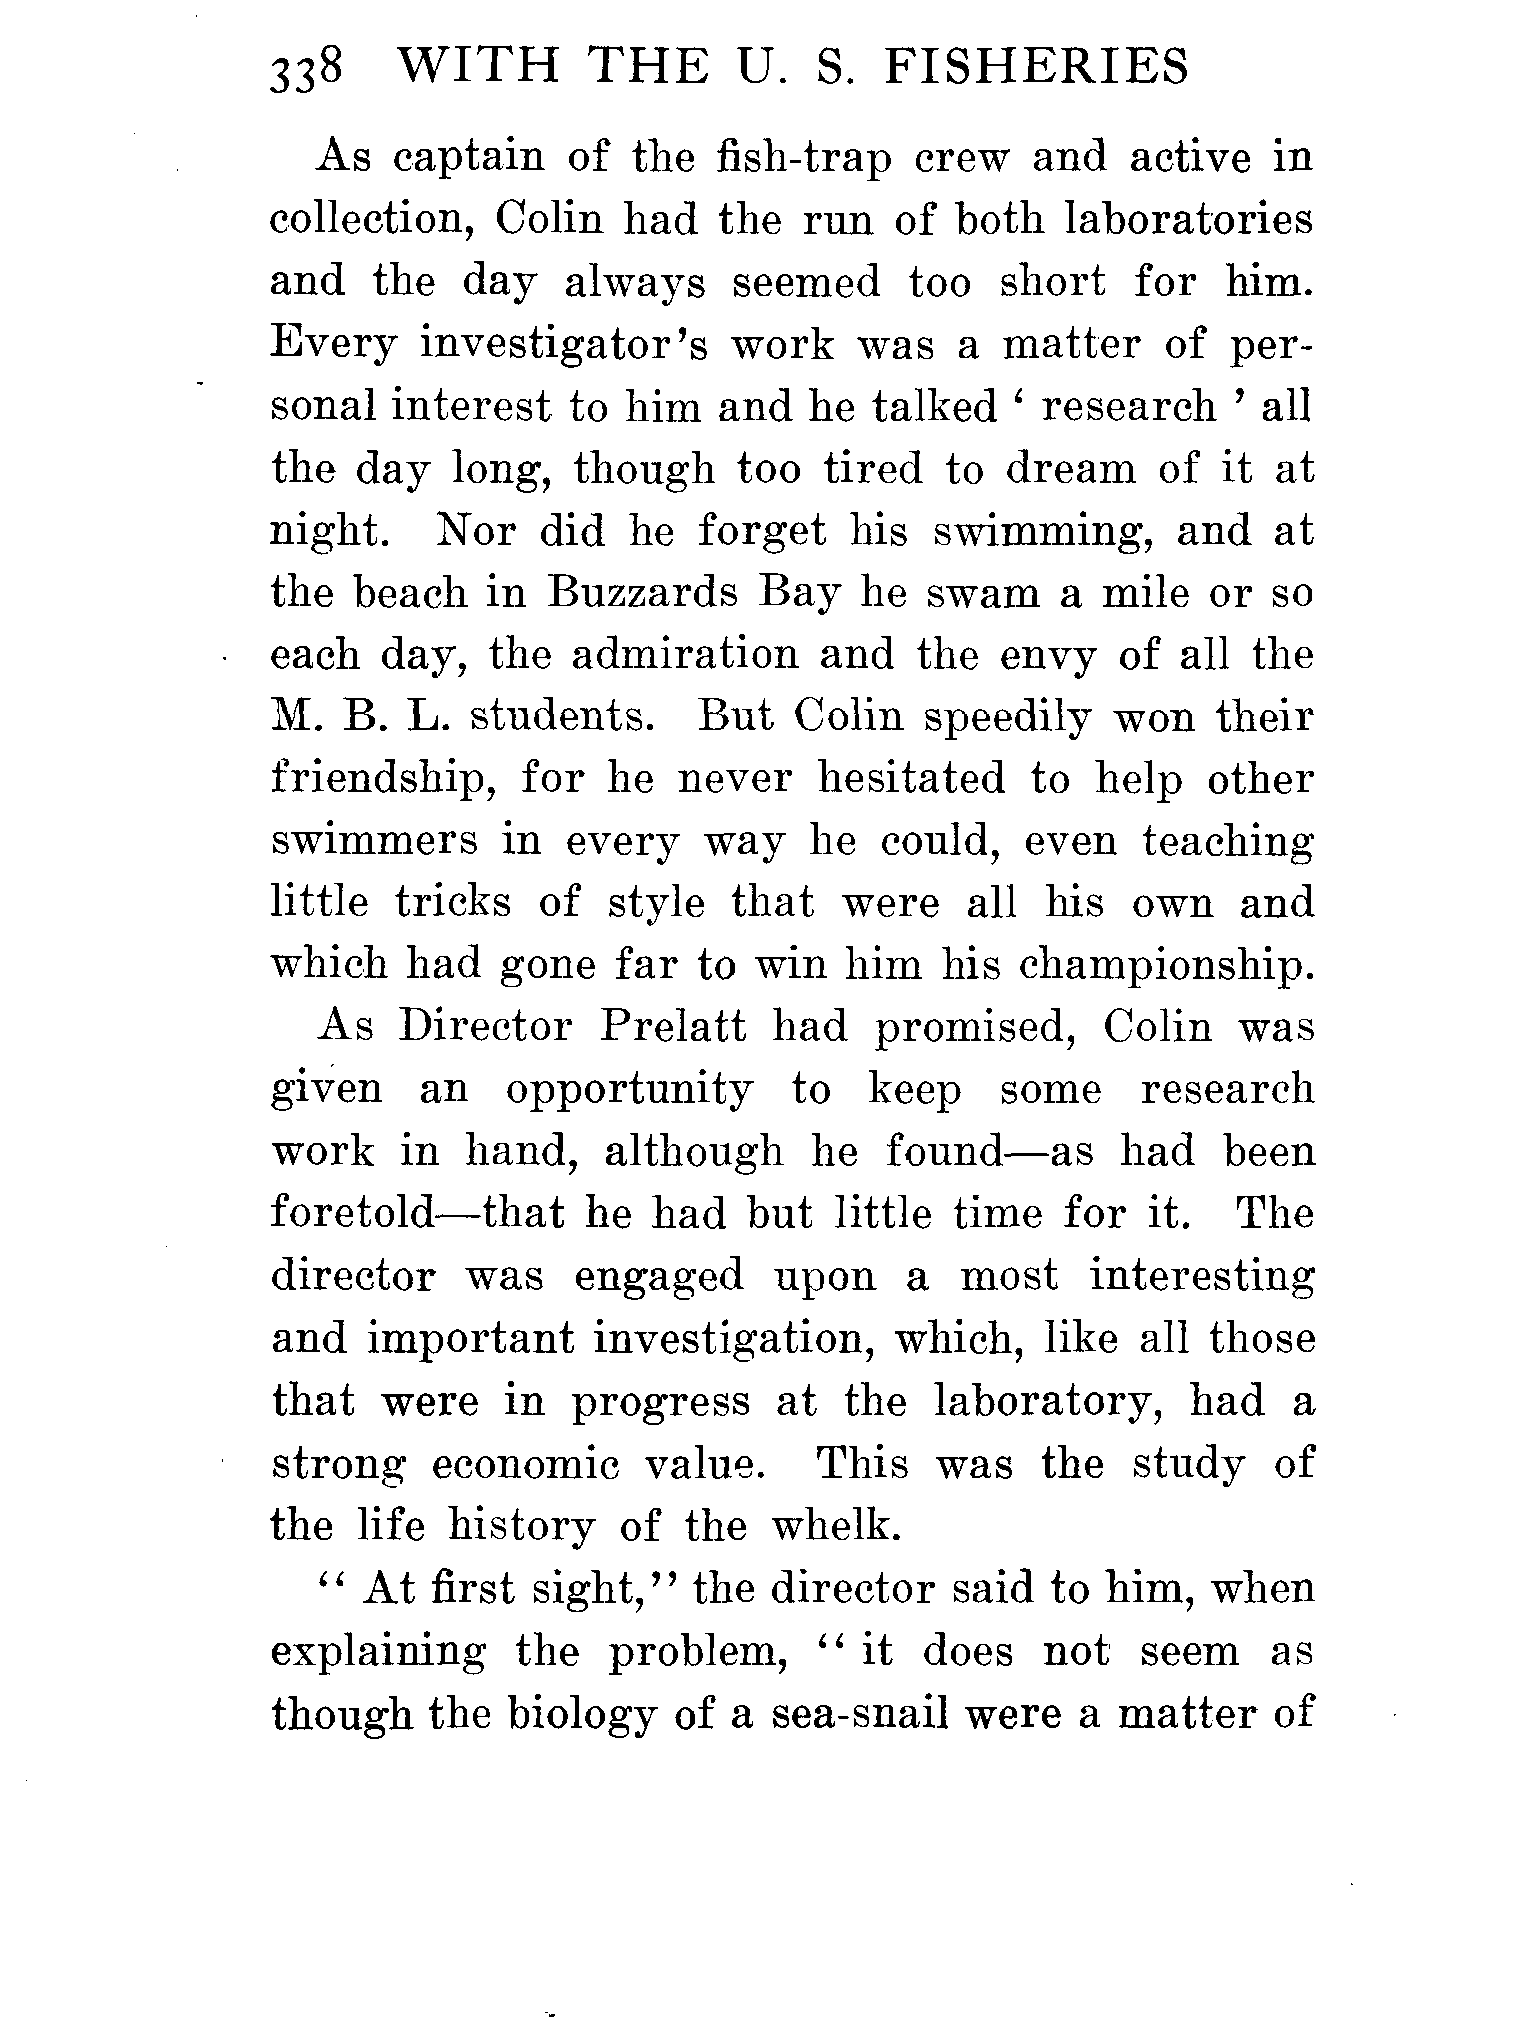 338 WITH THE U. S. FISHERIES
As captain of the fish-trap crew and active in
collection, Colin had the run of both laboratories
and the day always seemed too short for him.
Every investigator's work was a matter of per-
sonal interest to him and he talked ‘ research ’ all
the day long, though too tired to dream of it at
night. Nor did he forget his swimming, and at
the beach in Buzzards Bay he swam a mile or so
each day, the admiration and the envy of all the
M. B. L. students. But Colin speedily won their
friendship, for he never hesitated to help other
swimmers in every way he could, even teaching
little tricks of style that were all his own and
which had gone far to win him his championship.
As Director Prelatt had promised, Colin was
given an opportunity to keep some research
work in hand, although he found—as had been
foretold—that he had but little time for it. The
director was engaged upon a most interesting
and important investigation, which, like all those
that were in progress at the laboratory, had a
strong economic value. This was the study of
the life history of the whelk.
“ At first sight,” the director said to him, when
explaining the problem, “ it does not seem as
though the biology of a sea-snail were a matter of